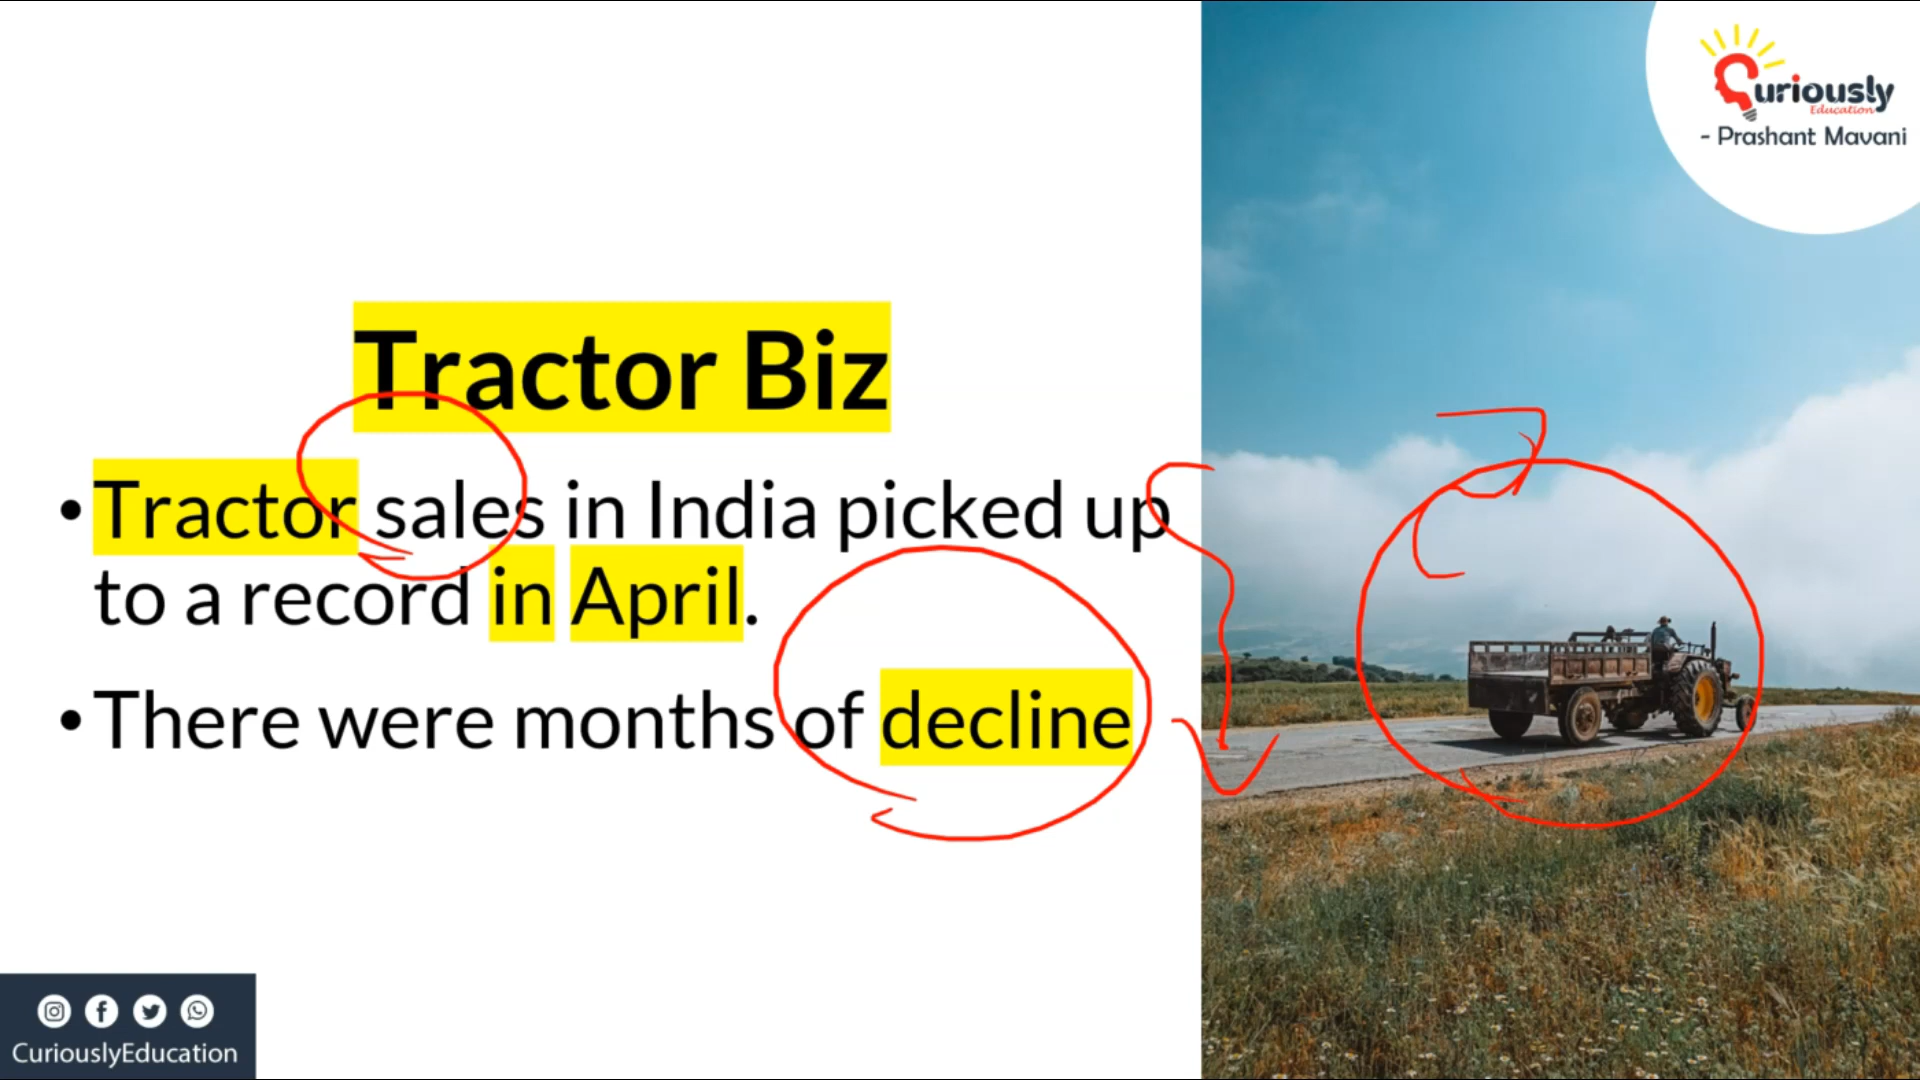 Curiously
Education
- Prashant Mavani
Tractor Biz
• Tractor sales in India picked up
to a record in April.
• There were months of decline
CuriouslyEducation